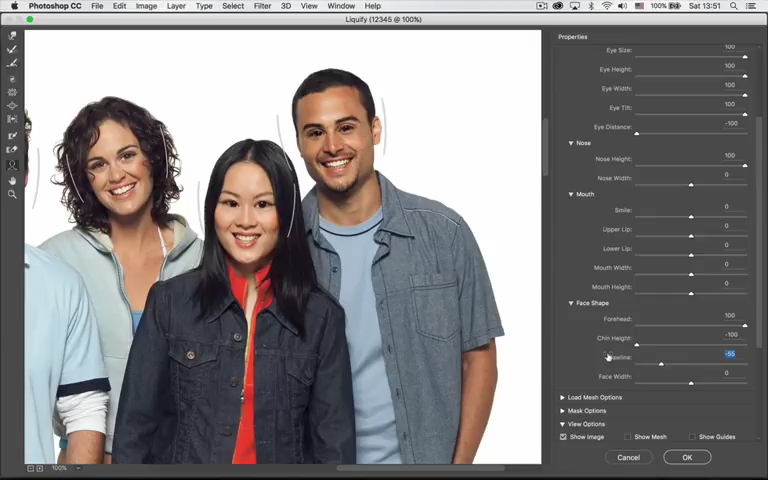 Photoshop CC File Edit Image Layer Type Select Filter 3D View Window Help 100% Sat 13:51
Liquify (12345 @ 100%)
Properties
Eye Size: 100
Eye Height: 100
Eye Width: 100
Eye Tilt: 100
Eye Distance: -100
Nose
Nose Height: 100
Nose Width: 0
Mouth
Smile: 0
Upper Lip: 0
Lower Lip: 0
Mouth Width: 0
Mouth Height: 0
Face Shape
Forehead: 100
Chin Height: -100
Jawline: -55
Face Width: 0
Load Mesh Options
Mask Options
View Options
Show Image Show Mesh Show Guides
100%
Cancel OK